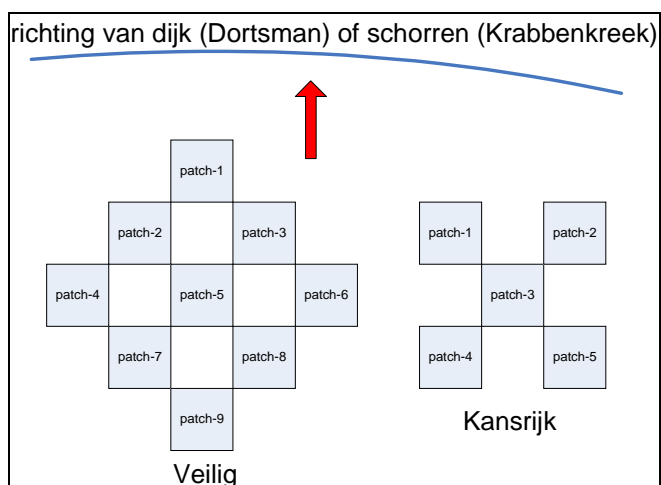 richting van dijk (Dortsman) of schorren (Krabbenkreek)
patch-1
patch-2 patch-3
patch-4 patch-5 patch-6
patch-7 patch-8
patch-9
Veilig
patch-1 patch-2
patch-3
patch-4 patch-5
Kansrijk